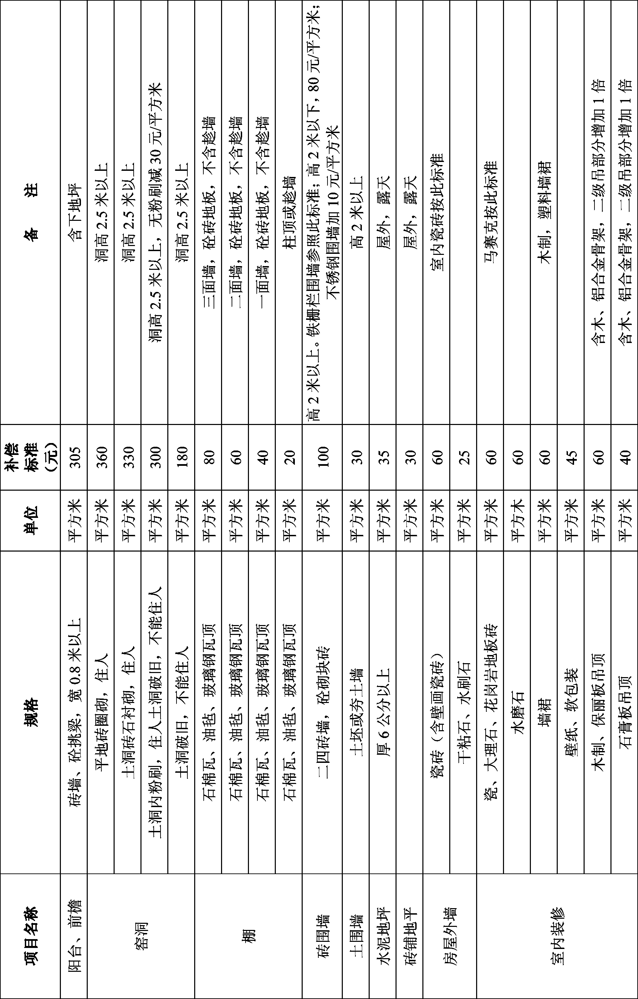 项目名称 规格 单位 补偿标准(元) 备 注
阳台、前檐 砖墙、砼挑梁，宽 0.8 米以上 平方米 305 含下地坪
窑洞 平地砖圈砌，住人 平方米 360 洞高 2.5 米以上
土洞砖石衬砌，住人 平方米 330 洞高 2.5 米以上
土洞内粉刷，住人土洞破旧，不能住人 平方米 300 洞高 2.5 米以上，无粉刷减 30 元/平方米
土洞破旧，不能住人 平方米 180 洞高 2.5 米以上
棚 石棉瓦、油毡、玻璃钢瓦顶 平方米 80 三面墙，砼砖地板，不含趁墙
石棉瓦、油毡、玻璃钢瓦顶 平方米 60 二面墙，砼砖地板，不含趁墙
石棉瓦、油毡、玻璃钢瓦顶 平方米 40 一面墙，砼砖地板，不含趁墙
石棉瓦、油毡、玻璃钢瓦顶 平方米 20 柱顶或趁墙
砖围墙 二四砖墙，砼砌块砖 平方米 100 高 2 米以上。铁栅栏围墙参照此标准；高 2 米以下，80 元/平方米；
不锈钢围墙加 10 元/平方米
土围墙 土坯或夯土墙 平方米 30 高 2 米以上
水泥地坪 厚 6 公分以上 平方米 35 屋外，露天
砖铺地平 平方米 30 屋外，露天
房屋外墙 瓷砖（含壁画瓷砖） 平方米 60 室内瓷砖按此标准
干粘石、水刷石 平方米 25
室内装修 瓷、大理石、花岗岩地板砖 平方米 60 马赛克按此标准
水磨石 平方木 60
墙裙 平方米 60 木制，塑料墙裙
壁纸、软包装 平方米 45
木制、保丽板吊顶 平方米 60 含木、铝合金骨架，二级吊部分增加 1 倍
石膏板吊顶 平方米 40 含木、铝合金骨架，二级吊部分增加 1 倍